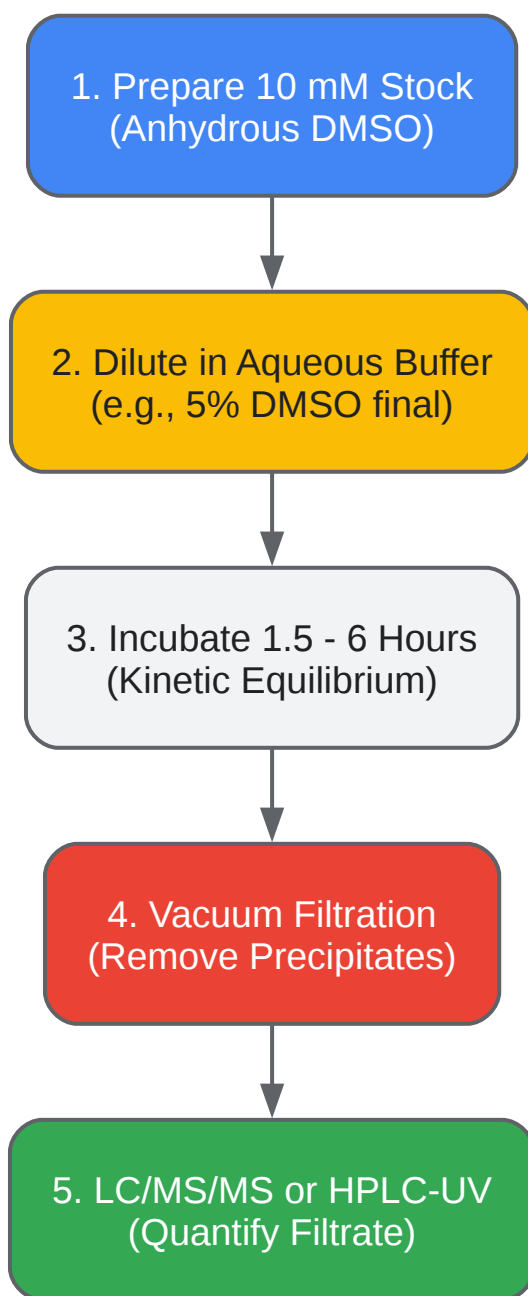 1. Prepare 10 mM Stock
(Anhydrous DMSO)
2. Dilute in Aqueous Buffer
(e.g., 5% DMSO final)
3. Incubate 1.5 - 6 Hours
(Kinetic Equilibrium)
4. Vacuum Filtration
(Remove Precipitates)
5. LC/MS/MS or HPLC-UV
(Quantify Filtrate)